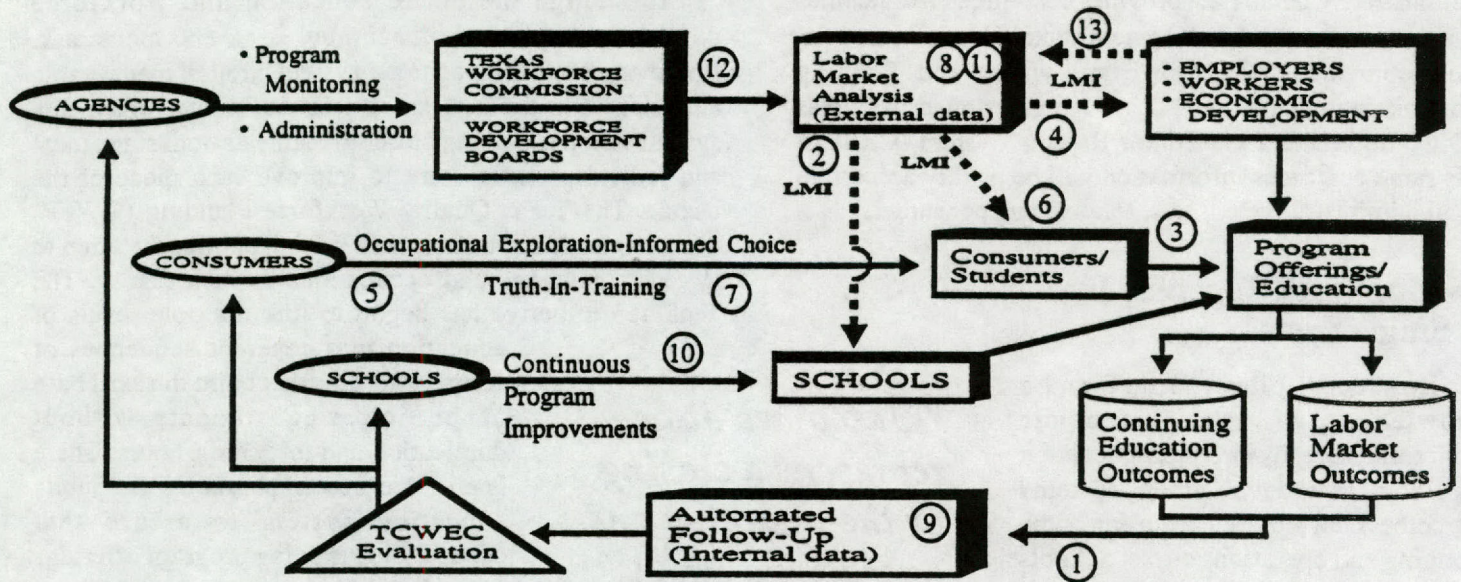 AGENCIES
• Program
Monitoring
• Administration
TEXAS
WORKFORCE
COMMISSION
WORKFORCE
DEVELOPMENT
BOARDS
12
Labor
Market
Analysis
(External data)
8
11
13
LMI
4
• EMPLOYERS
• WORKERS
• ECONOMIC
DEVELOPMENT
2
LMI
LMI
6
CONSUMERS
Occupational Exploration-Informed Choice
5
Truth-In-Training
7
Consumers/
Students
3
Program
Offerings/
Education
SCHOOLS
Continuous
Program
Improvements
10
SCHOOLS
Continuing
Education
Outcomes
Labor
Market
Outcomes
TCWEC
Evaluation
Automated
Follow-Up
(Internal data)
9
1